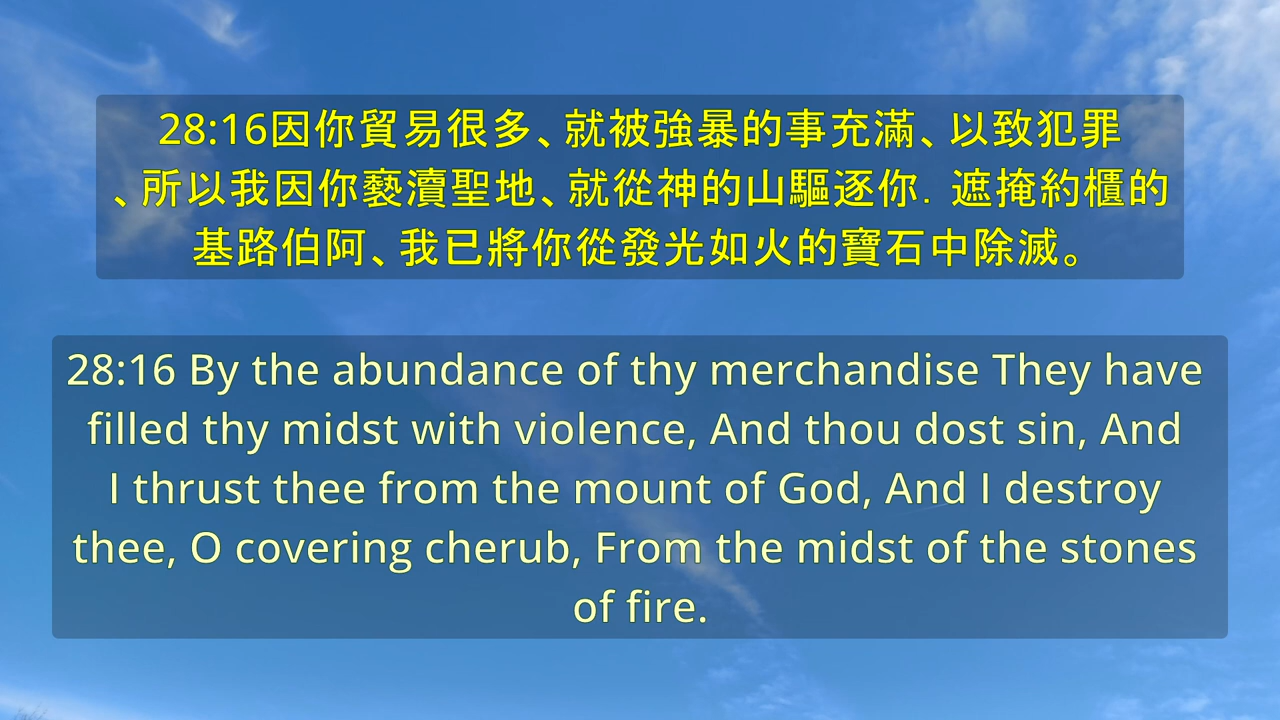 28:16因你貿易很多、就被強暴的事充滿、以致犯罪
、所以我因你褻瀆聖地、就從神的山驅逐你．遮掩約櫃的
基路伯阿、我已將你從發光如火的寶石中除滅。
28:16 By the abundance of thy merchandise They have
filled thy midst with violence, And thou dost sin, And
I thrust thee from the mount of God, And I destroy
thee, O covering cherub, From the midst of the stones
of fire.